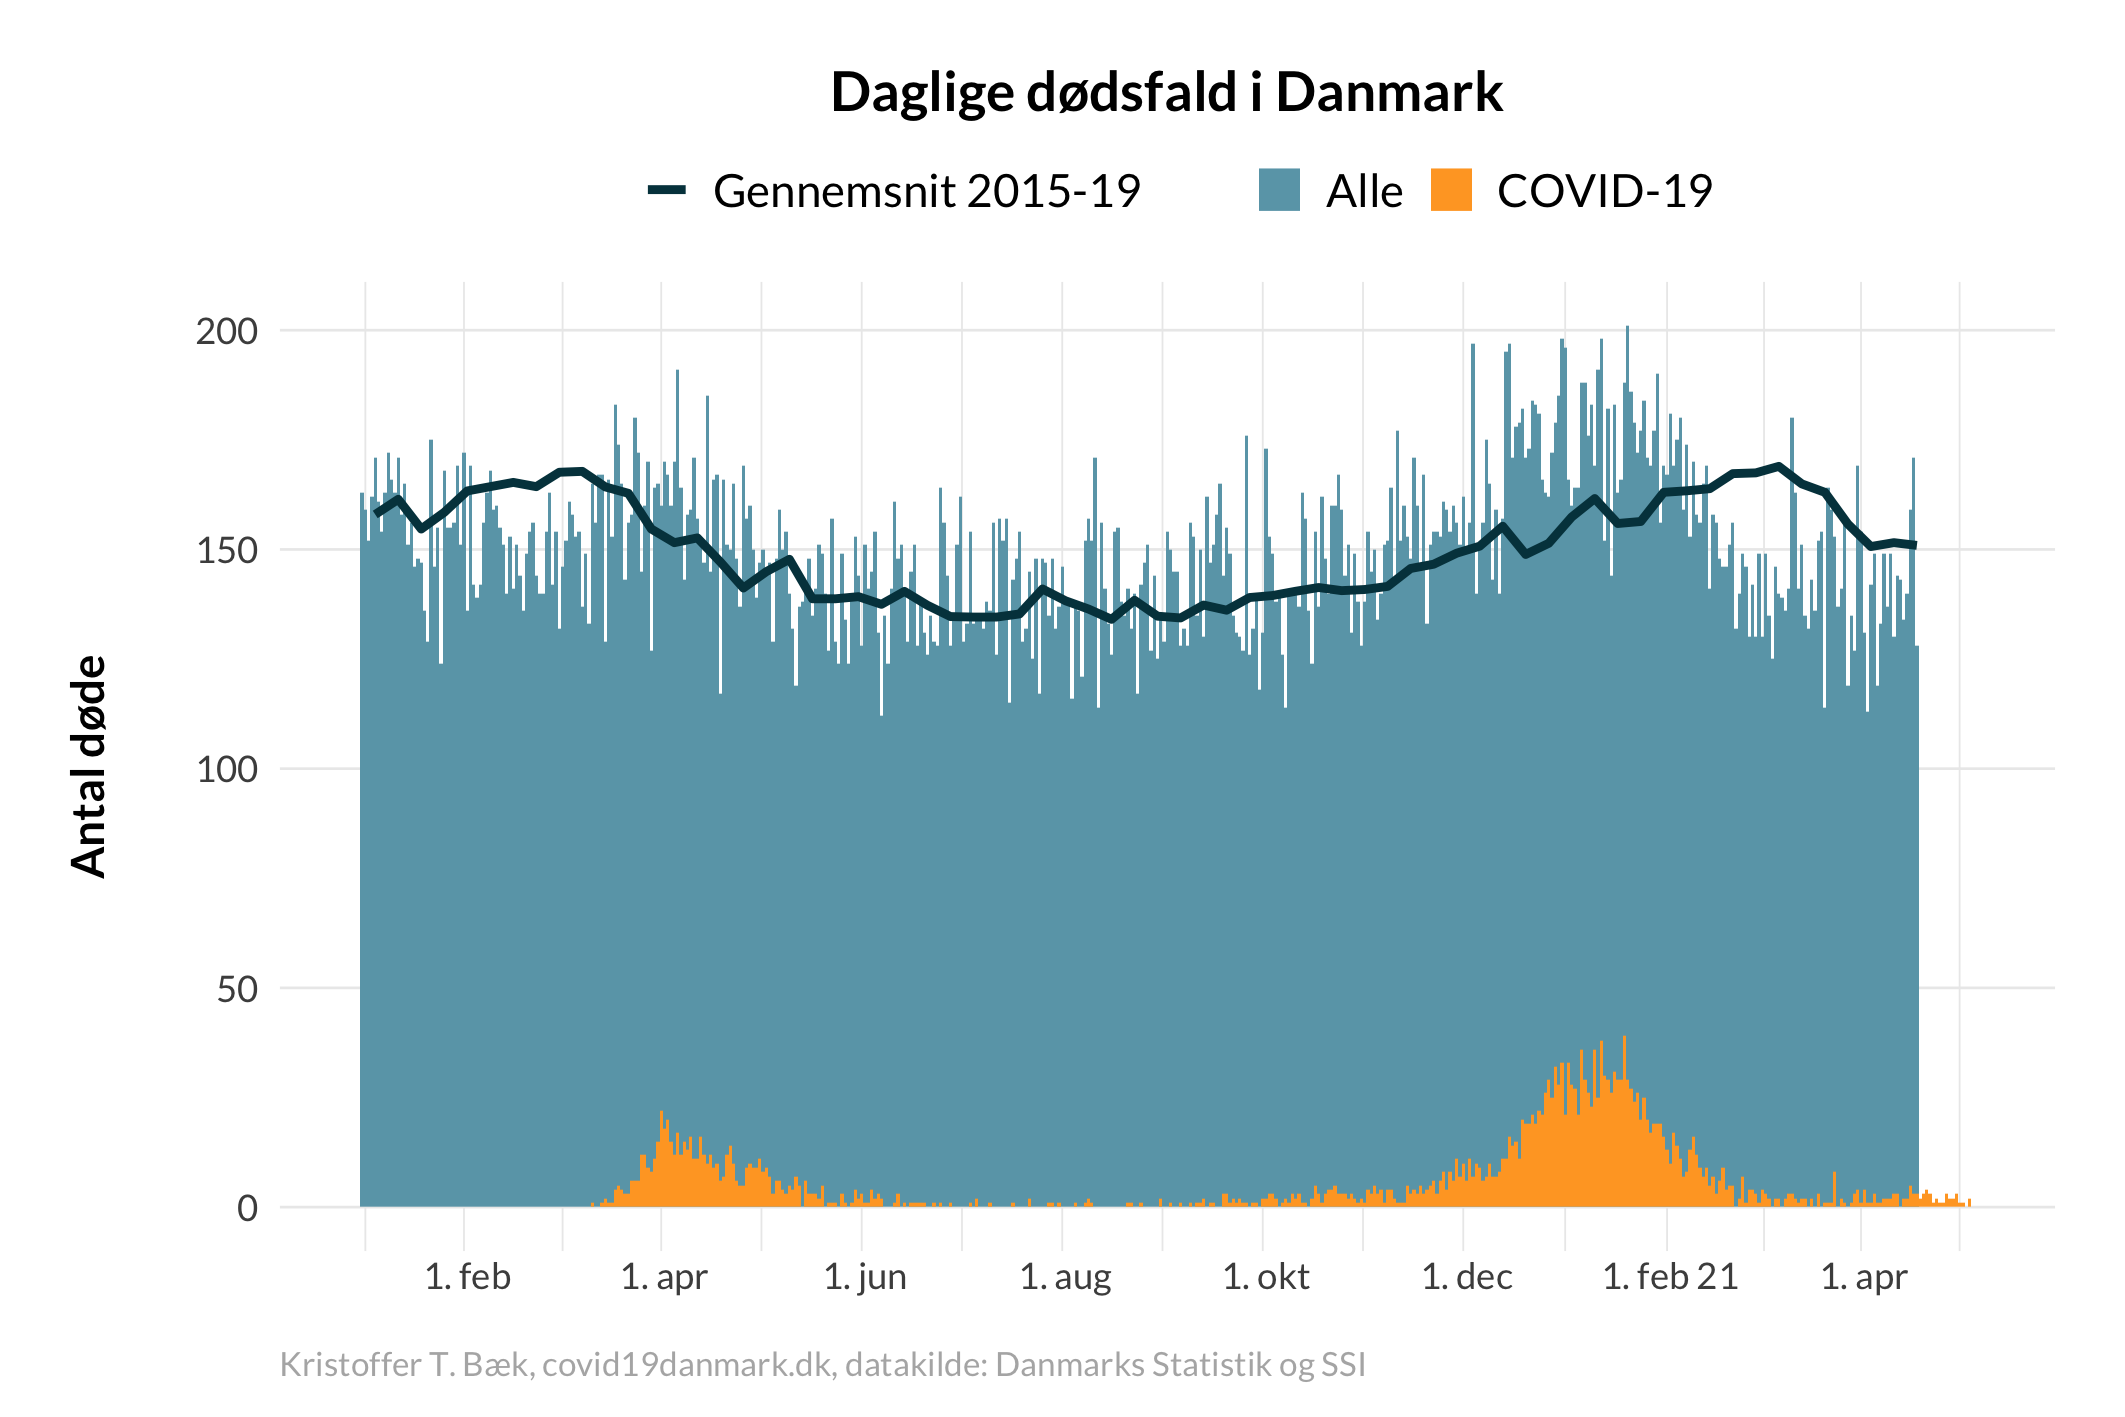 Daglige dødsfald i Danmark
Gennemsnit 2015-19 Alle COVID-19
Antal døde
200
150
100
50
0
1. feb 1. apr 1. jun 1. aug 1. okt 1. dec 1. feb 21 1. apr
Kristoffer T. Bæk, covid19danmark.dk, datakilde: Danmarks Statistik og SSI